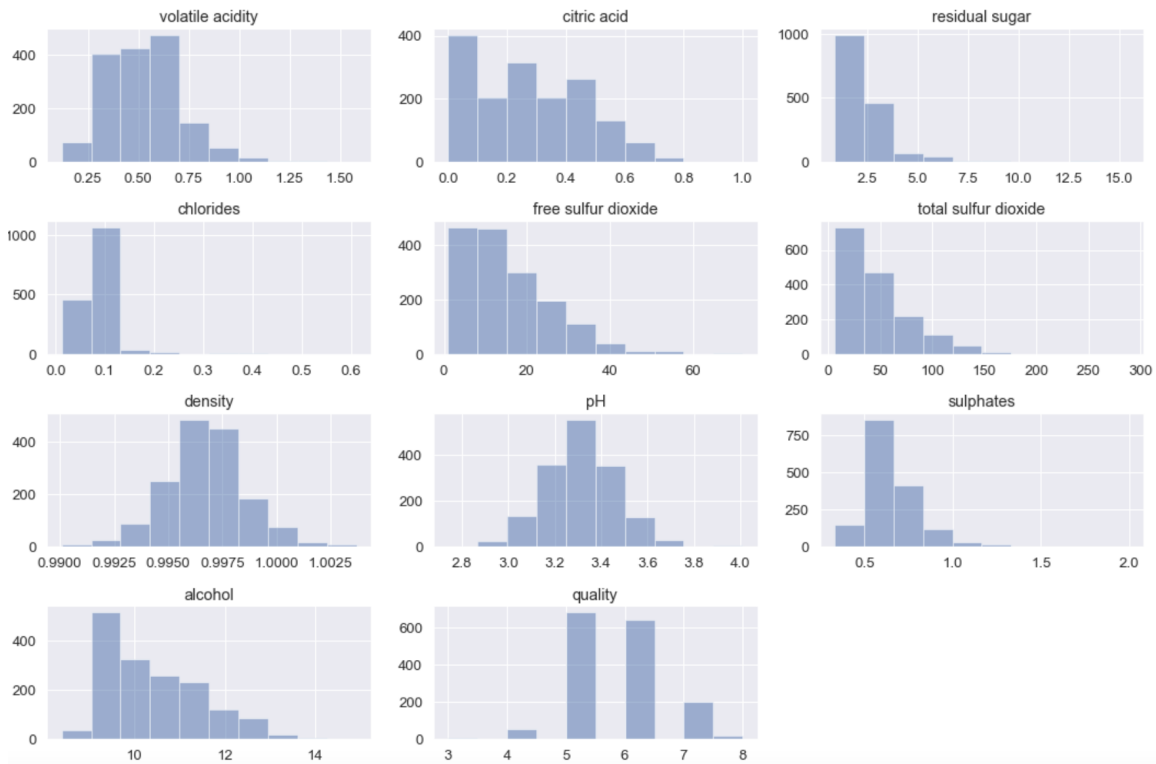 volatile acidity citric acid residual sugar
400 400 1000
200 200 500
0 0 0
0.25 0.50 0.75 1.00 1.25 1.50 0.0 0.2 0.4 0.6 0.8 1.0 2.5 5.0 7.5 10.0 12.5 15.0
chlorides free sulfur dioxide total sulfur dioxide
1000 400 600
500 200 400
200
0 0 0
0.0 0.1 0.2 0.3 0.4 0.5 0.6 0 20 40 60 0 50 100 150 200 250 300
density pH sulphates
400 400 750
200 200 500
250
0 0 0
0.9900 0.9925 0.9950 0.9975 1.0000 1.0025 2.8 3.0 3.2 3.4 3.6 3.8 4.0 0.5 1.0 1.5 2.0
alcohol quality
400 600
200 400
200
0 0
10 12 14 3 4 5 6 7 8